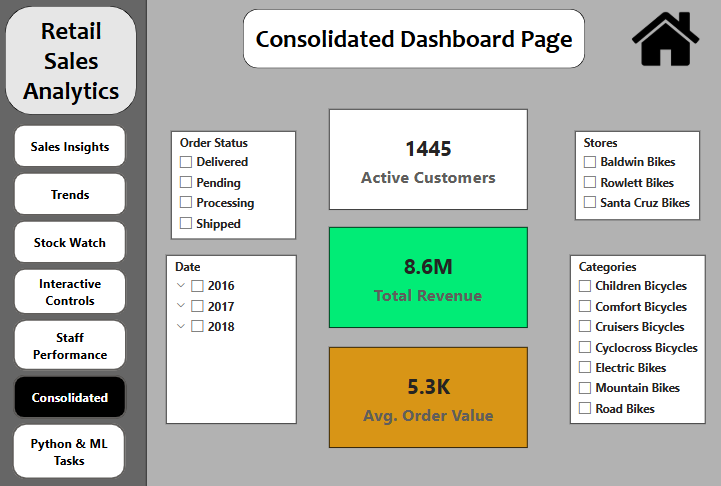 Retail
Sales
Analytics
Sales Insights
Trends
Stock Watch
Interactive
Controls
Staff
Performance
Consolidated
Python & ML
Tasks
Consolidated Dashboard Page
Order Status
Delivered
Pending
Processing
Shipped
Date
2016
2017
2018
1445
Active Customers
8.6M
Total Revenue
5.3K
Avg. Order Value
Stores
Baldwin Bikes
Rowlett Bikes
Santa Cruz Bikes
Categories
Children Bicycles
Comfort Bicycles
Cruisers Bicycles
Cyclocross Bicycles
Electric Bikes
Mountain Bikes
Road Bikes